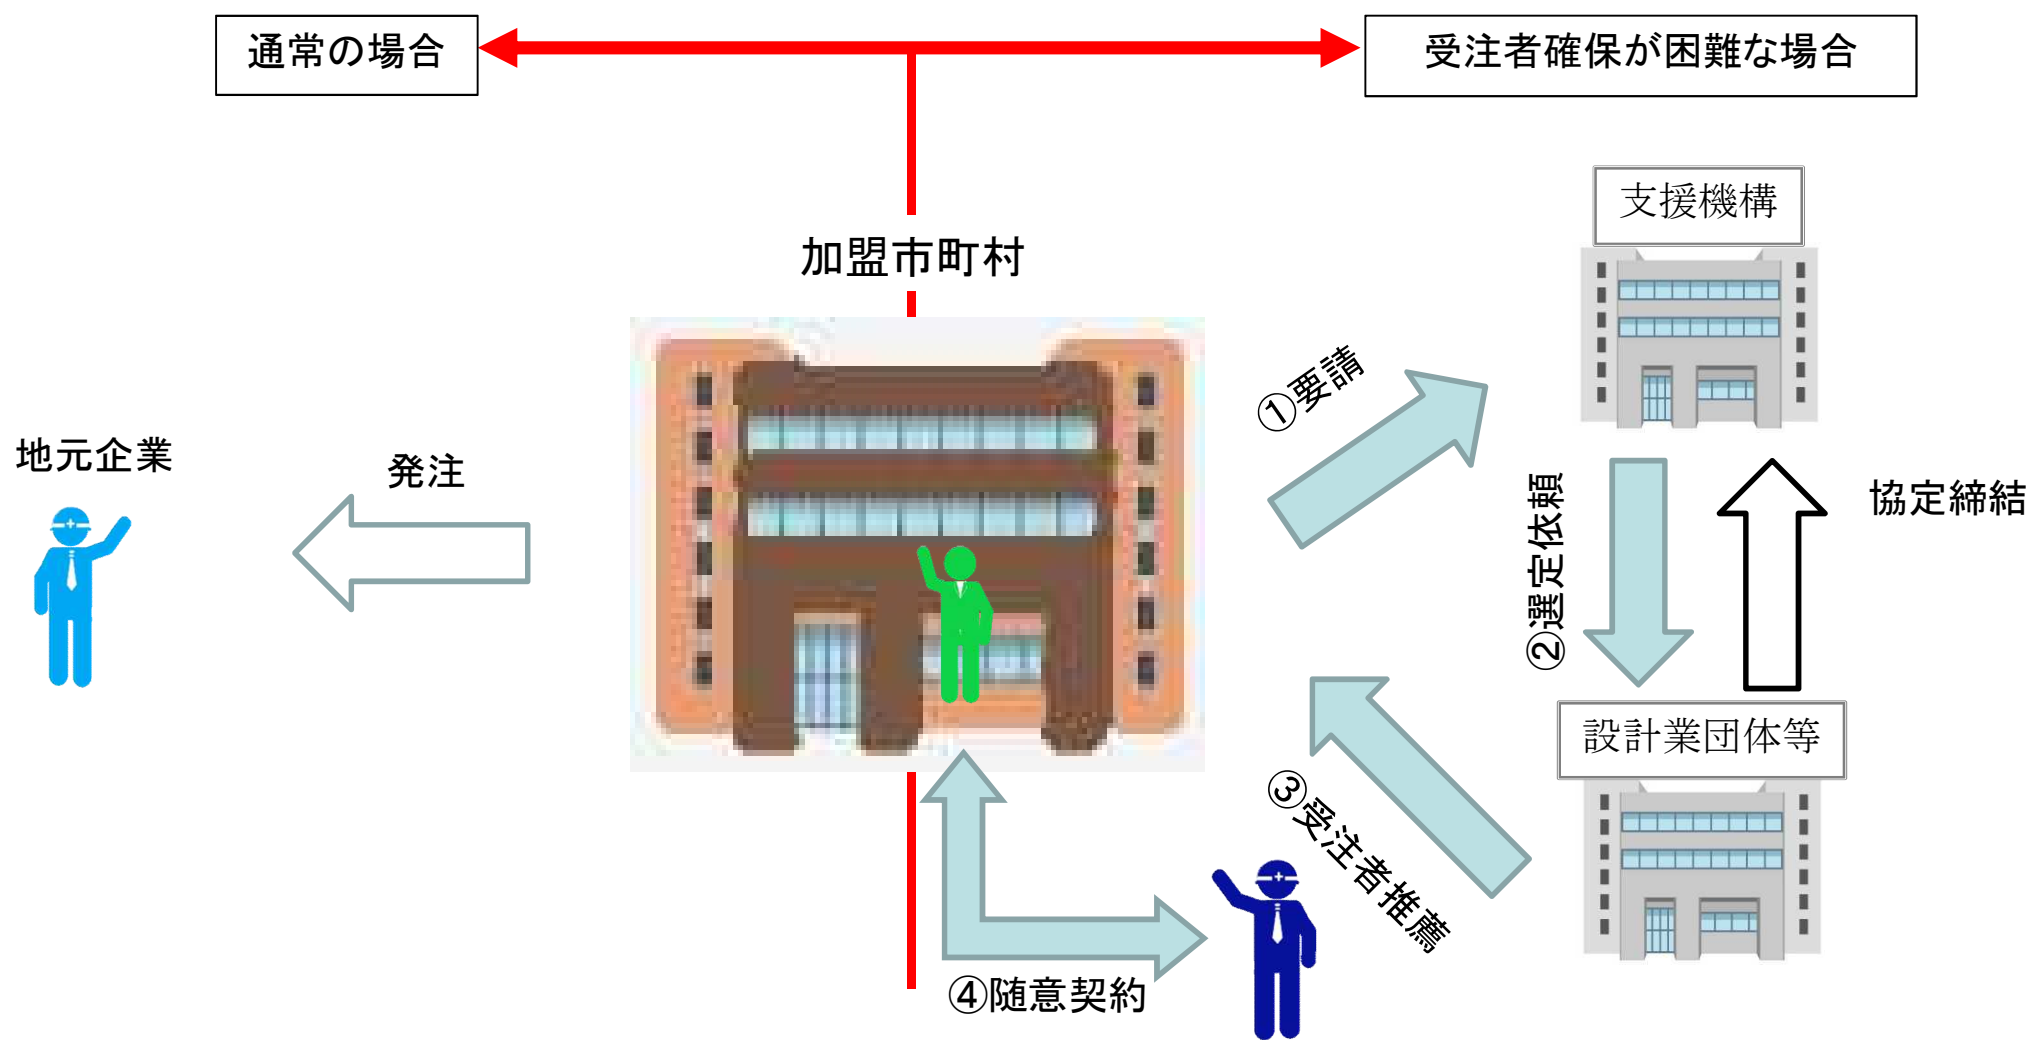 通常の場合
受注者確保が困難な場合
支援機構
加盟市町村
①要請
地元企業
発注
②選定依頼
協定締結
設計業団体等
③受注者推薦
④随意契約